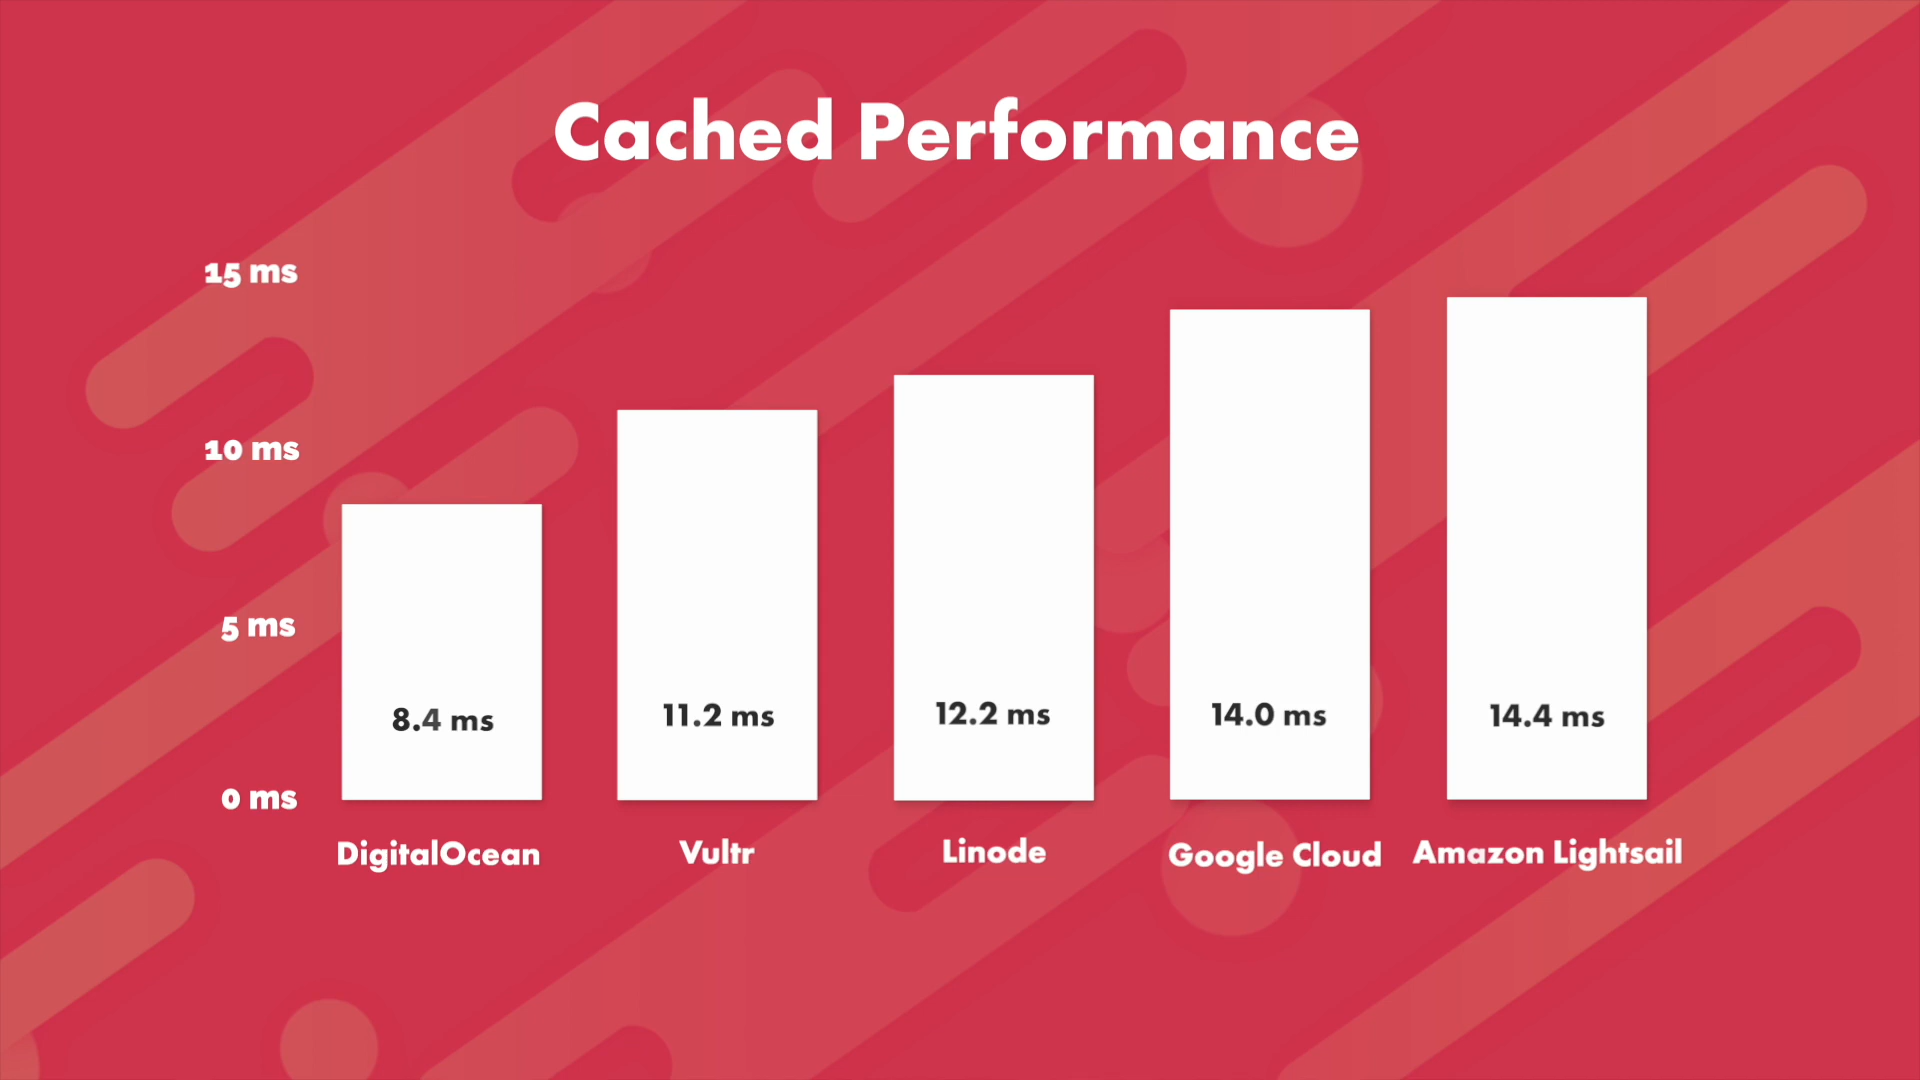 Cached Performance
15 ms
10 ms
5 ms
0 ms
8.4 ms
11.2 ms
12.2 ms
14.0 ms
14.4 ms
DigitalOcean
Vultr
Linode
Google Cloud
Amazon Lightsail